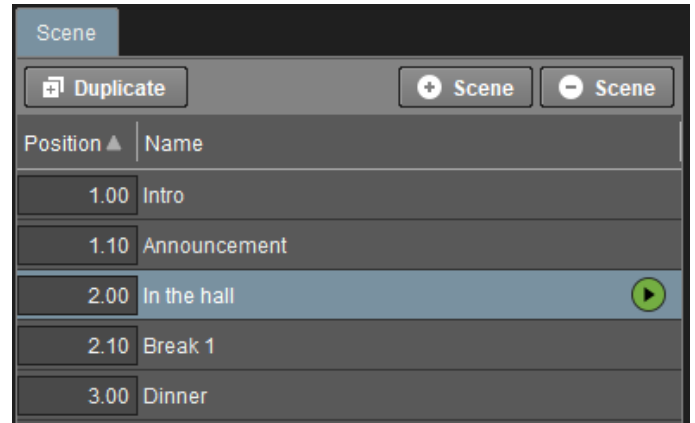 Scene
Duplicate Scene Scene
Position Name
1.00 Intro
1.10 Announcement
2.00 In the hall
2.10 Break 1
3.00 Dinner